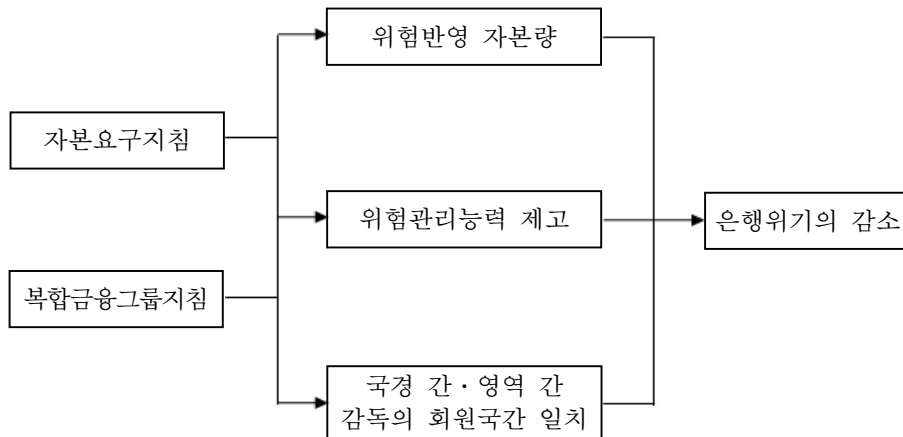 위험반영 자본량
자본요구지침
위험관리능력 제고
은행위기의 감소
복합금융그룹지침
국경 간·영역 간
감독의 회원국간 일치